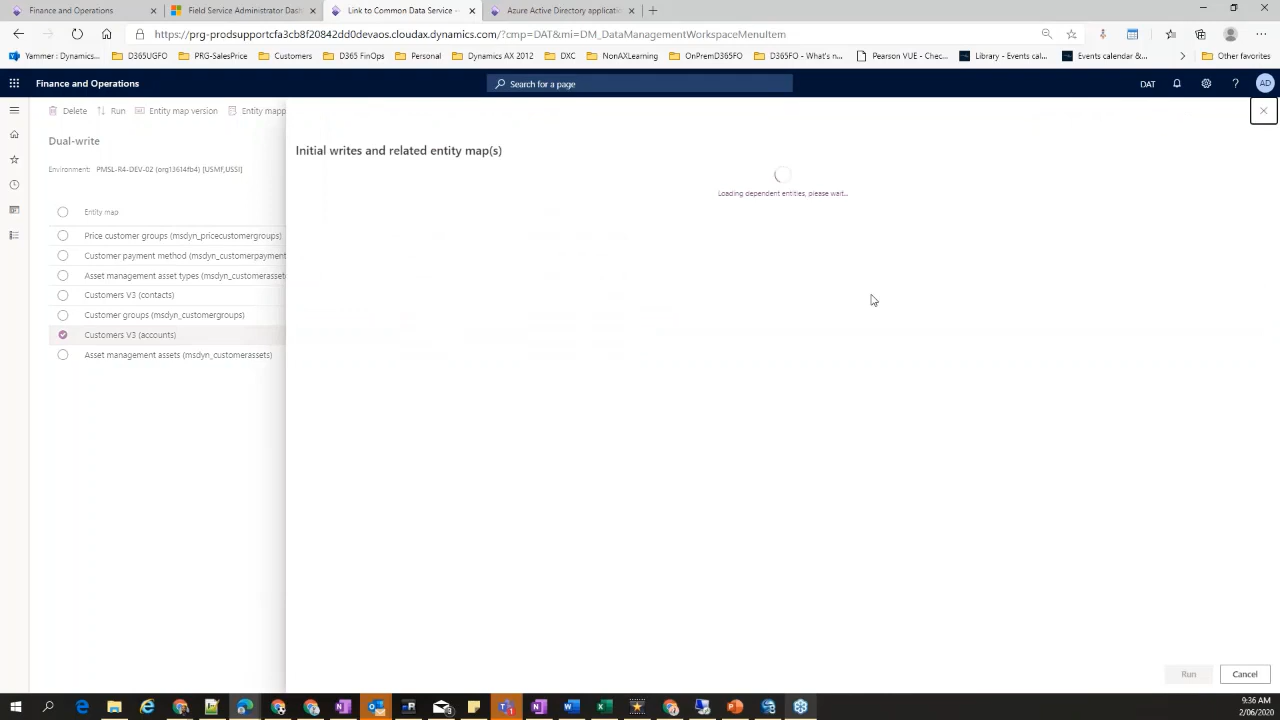 Finance and Operations
Field Service Administrator Dash
Link to Common Data Service --
Azure Active Directory applicatio
https://prg-prodsupportcfa3cb8f20842dd0devaos.cloudax.dynamics.com/?cmp=DAT&mi=DM_DataManagementWorkspaceMenuItem
Yammer : Dynamics...
D365UGFO
PRG-SalesPrice
Customers
D365 FinOps
Personal
Dynamics AX 2012
DXC
NonAXLearning
OnPremD365FO
D365FO - What's n...
Pearson VUE - Chec...
Library - Events cal...
Events calendar &...
Other favorites
Finance and Operations
Search for a page
DAT
AD
Delete
Run
Entity map version
Entity mapp
Dual-write
Environment: PMSL-R4-DEV-02 (org13614fb4) [USMF,USSI]
Entity map
Price customer groups (msdyn_pricecustomergroups)
Customer payment method (msdyn_customerpayment
Asset management asset types (msdyn_customerasset
Customers V3 (contacts)
Customer groups (msdyn_customergroups)
Customers V3 (accounts)
Asset management assets (msdyn_customerassets)
Initial writes and related entity map(s)
Loading dependent entities, please wait...
Run
Cancel
9:36 AM
2/06/2020